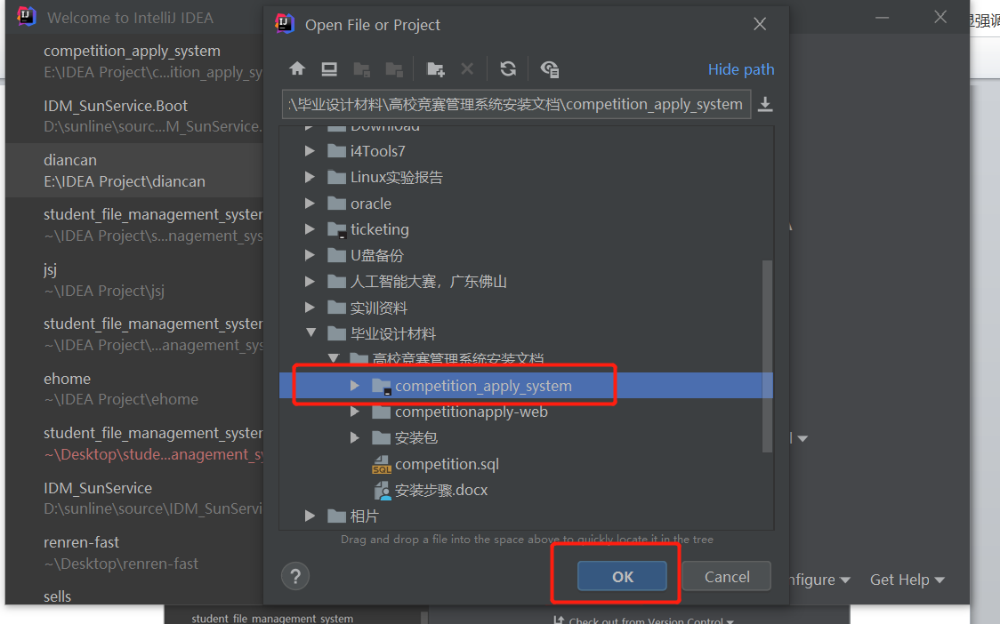 Welcome to IntelliJ IDEA
competition_apply_system
E:\IDEA Project\c...ition_apply_sy
IDM_SunService.Boot
D:\sunline\sourc...M_SunService.
diancan
E:\IDEA Project\diancan
student_file_management_syster
~\IDEA Project\s...nagement_sys
jsj
~\IDEA Project\jsj
student_file_management_syster
~\IDEA Project\...anagement_sys
ehome
~\IDEA Project\ehome
student_file_management_syster
~\Desktop\stude...anagement_s
IDM_SunService
D:\sunline\source\IDM_SunServi
renren-fast
~\Desktop\renren-fast
sells
Open File or Project
Hide path
:\毕业设计材料\高校竞赛管理系统安装文档\competition_apply_system
Download
i4Tools7
Linux实验报告
oracle
ticketing
U盘备份
人工智能大赛，广东佛山
实训资料
毕业设计材料
高校竞赛管理系统安装文档
competition_apply_system
competitionapply-web
安装包
SQL competition.sql
安装步骤.docx
相片
Drag and drop a file into the space above to quickly locate it in the tree
?
OK
Cancel
nfigure
Get Help
强调
student_file_management_system
Check out from Version Control